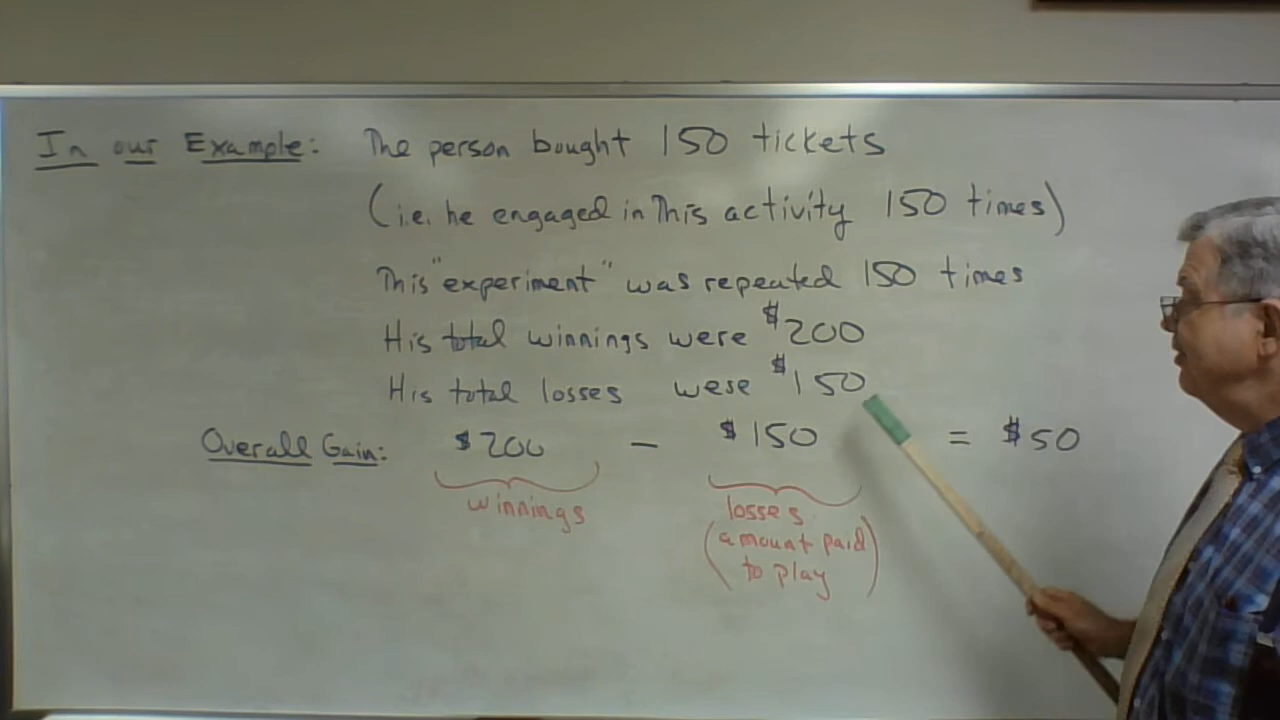 In our Example: The person bought 150 tickets
(i.e. he engaged in This activity 150 times)
This "experiment" was repeated 150 times
His total winnings were $200
His total losses were $150
Overall Gain: $200 - $150 = $50
winnings losses
(amount paid
to play)